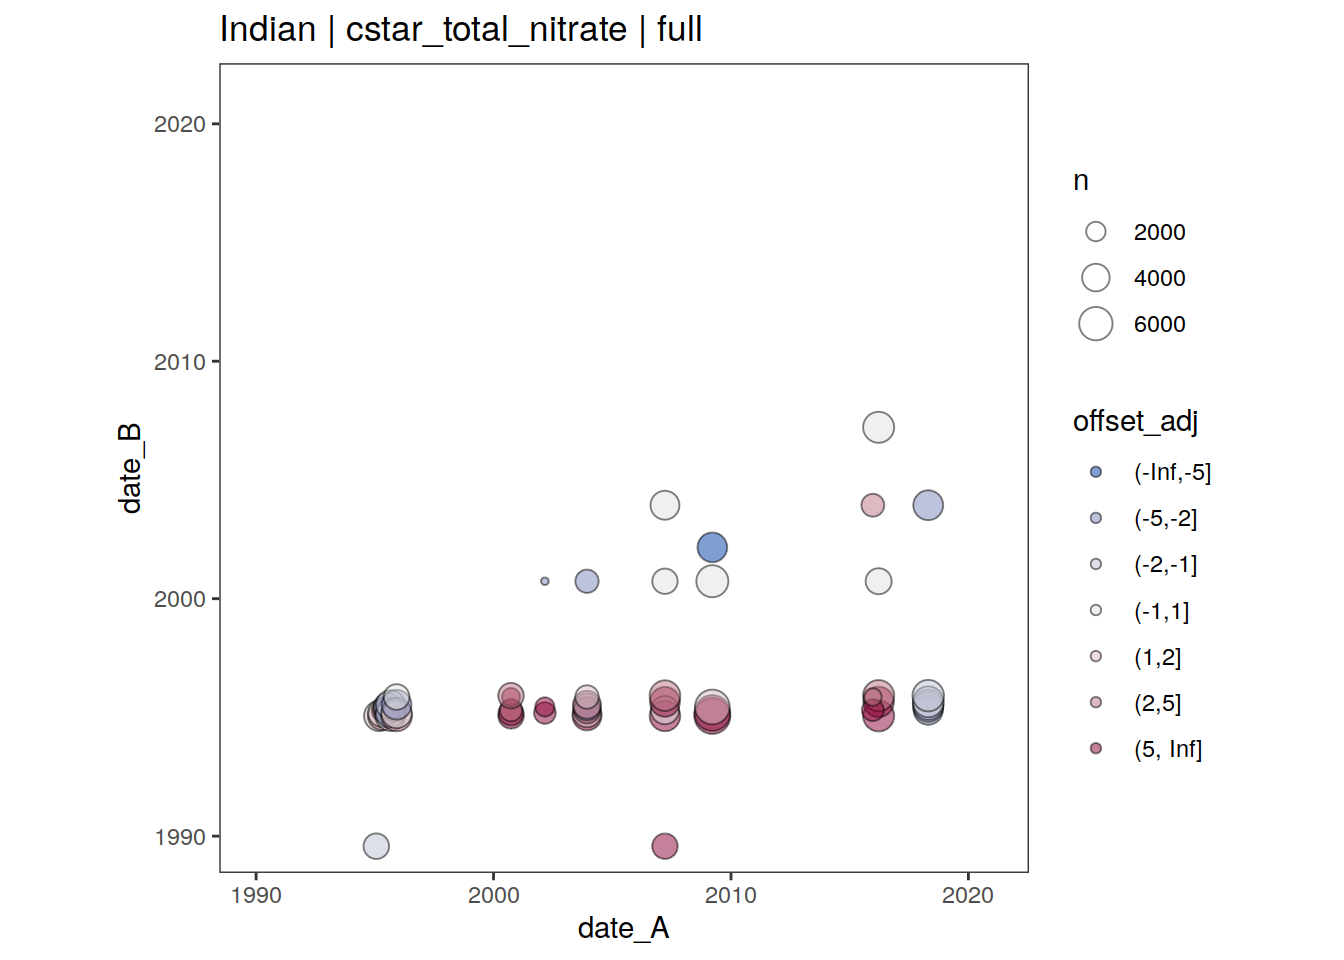 Indian | cstar_total_nitrate | full
2020
2010
2000
1990
date_B
1990
2000
2010
2020
date_A
n
2000
4000
6000
offset_adj
(-Inf,-5]
(-5,-2]
(-2,-1]
(-1,1]
(1,2]
(2,5]
(5, Inf]